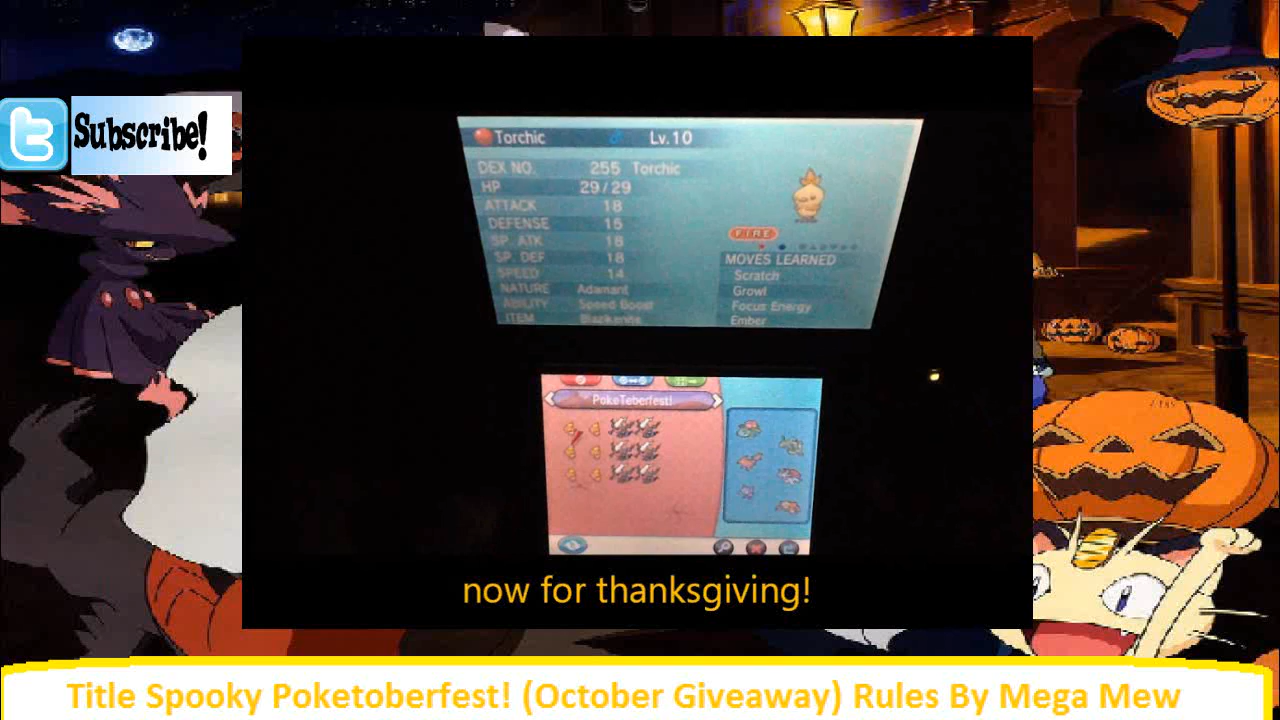 Subscribe!
Torchic Lv.10
DEX NO. 255 Torchic
HP 29/29
ATTACK 18
DEFENSE 15
SP. ATK 18
SP. DEF 18
SPEED 14
NATURE Adamant
ABILITY Speed Boost
ITEM Blazikenite
FIRE
MOVES LEARNED
Scratch
Growl
Focus Energy
Ember
PokeTeberfest!
now for thanksgiving!
Title Spooky Poketoberfest! (October Giveaway) Rules By Mega Mew